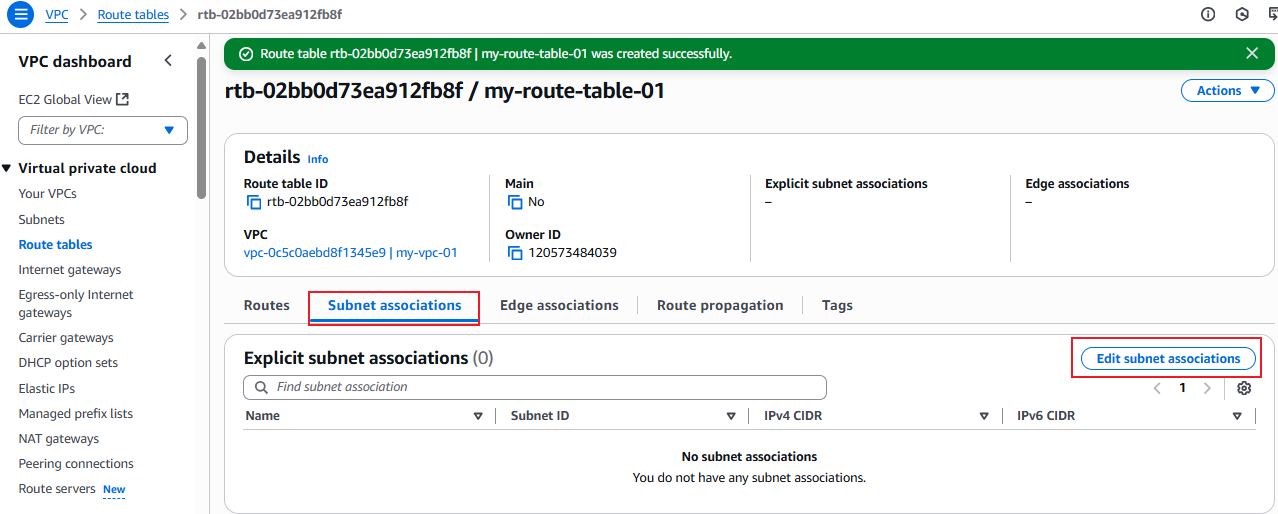 VPC > Route tables > rtb-02bb0d73ea912fb8f
VPC dashboard
EC2 Global View
Filter by VPC:
Virtual private cloud
Your VPCs
Subnets
Route tables
Internet gateways
Egress-only Internet
gateways
Carrier gateways
DHCP option sets
Elastic IPs
Managed prefix lists
NAT gateways
Peering connections
Route servers New
Route table rtb-02bb0d73ea912fb8f | my-route-table-01 was created successfully.
rtb-02bb0d73ea912fb8f / my-route-table-01
Actions
Details Info
Route table ID
rtb-02bb0d73ea912fb8f
Main
No
Explicit subnet associations
–
Edge associations
–
VPC
vpc-0c5c0aebd8f1345e9 | my-vpc-01
Owner ID
120573484039
Routes Subnet associations Edge associations Route propagation Tags
Explicit subnet associations (0)
Edit subnet associations
Find subnet association
1
Name Subnet ID IPv4 CIDR IPv6 CIDR
No subnet associations
You do not have any subnet associations.